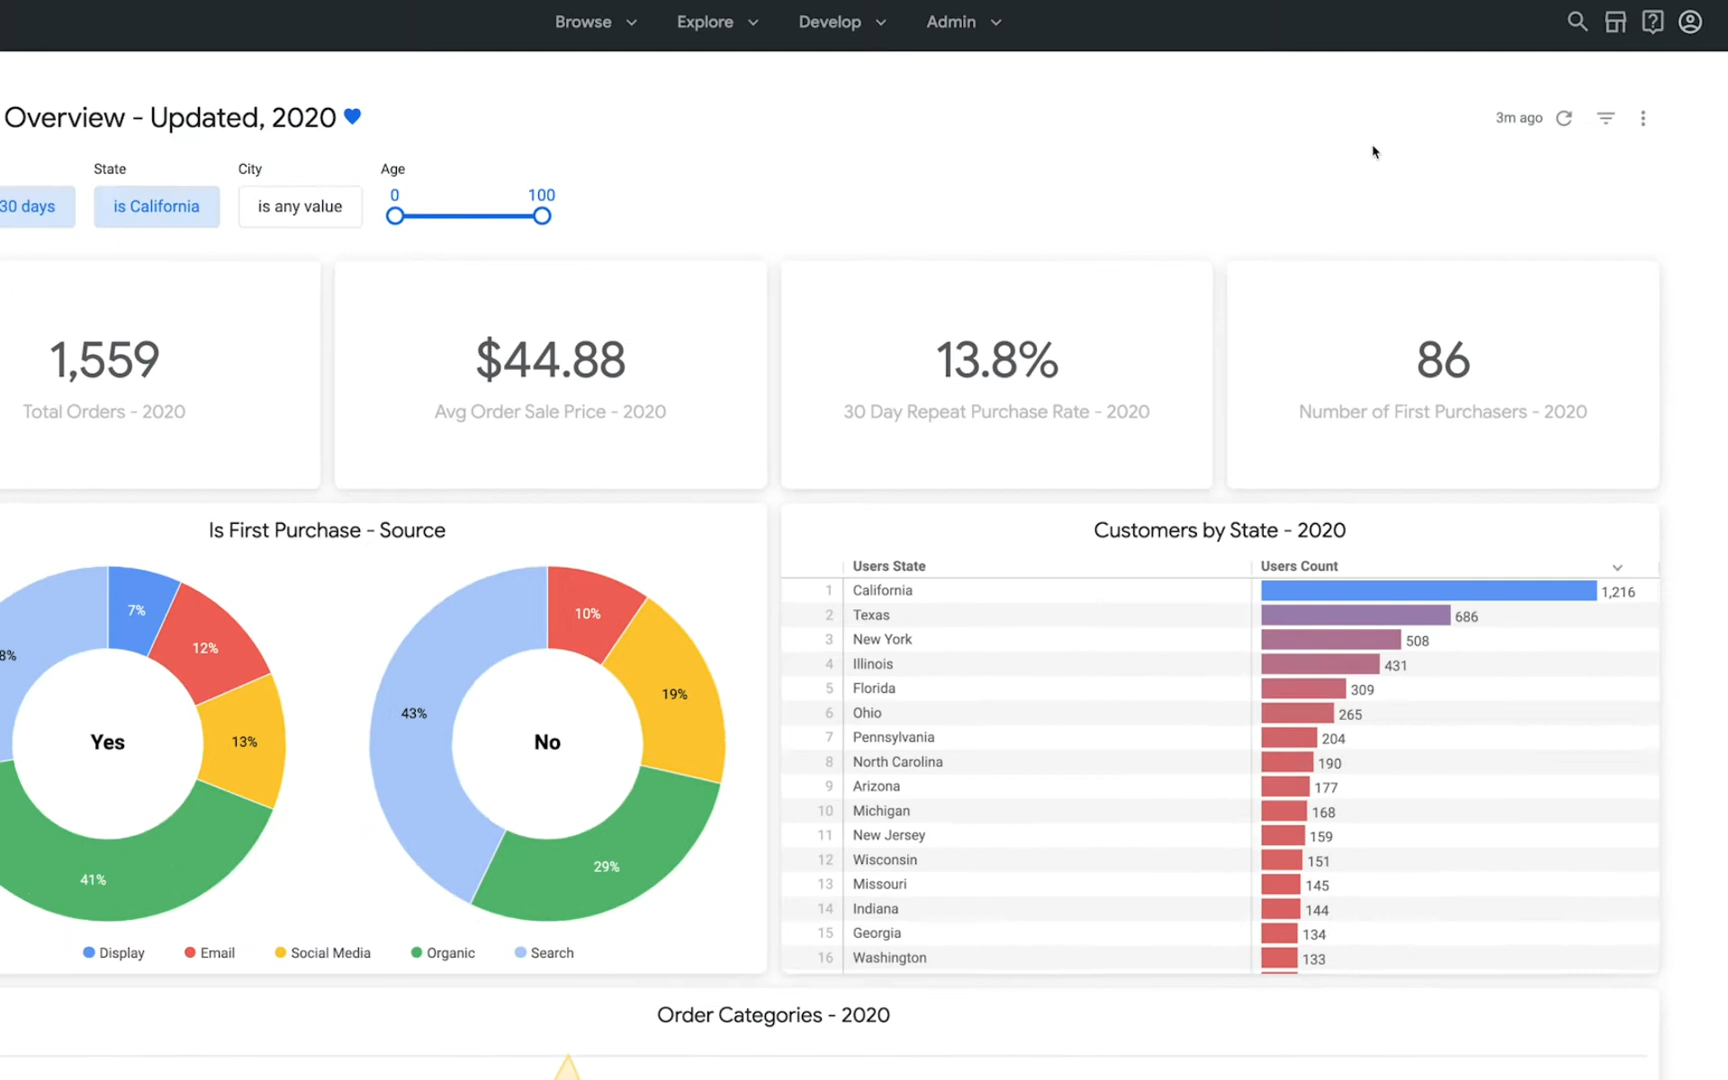 Browse Explore Develop Admin
Overview - Updated, 2020
3m ago
State City Age
30 days is California is any value 0 100
1,559
Total Orders - 2020
$44.88
Avg Order Sale Price - 2020
13.8%
30 Day Repeat Purchase Rate - 2020
86
Number of First Purchasers - 2020
Is First Purchase - Source
7%
12%
8%
13%
41%
Yes
10%
19%
43%
29%
No
Display Email Social Media Organic Search
Customers by State - 2020
Users State Users Count
1 California 1,216
2 Texas 686
3 New York 508
4 Illinois 431
5 Florida 309
6 Ohio 265
7 Pennsylvania 204
8 North Carolina 190
9 Arizona 177
10 Michigan 168
11 New Jersey 159
12 Wisconsin 151
13 Missouri 145
14 Indiana 144
15 Georgia 134
16 Washington 133
Order Categories - 2020